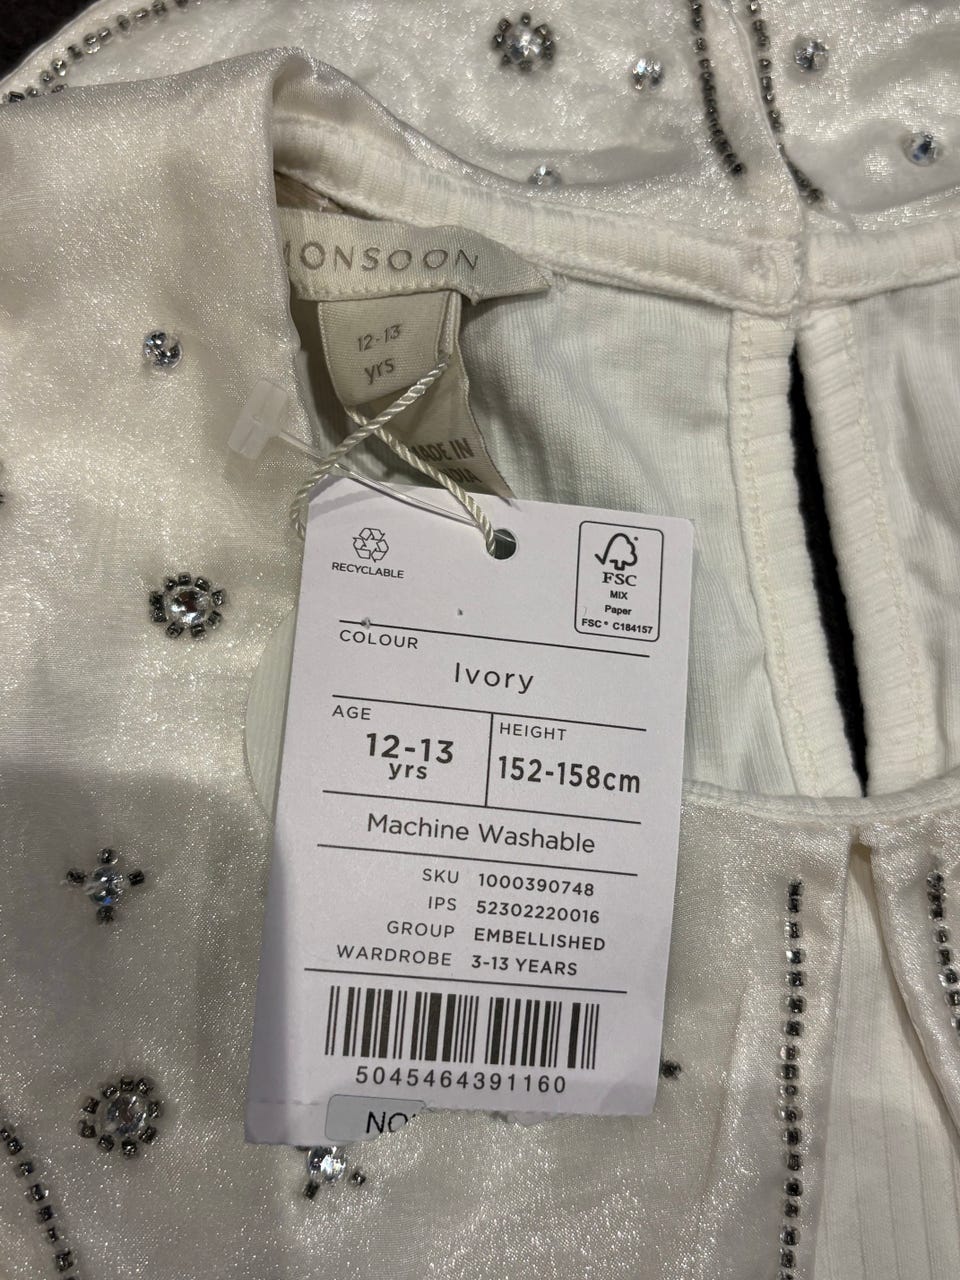 MONSOON
12-13
yrs
MADE IN
RECYCLABLE
FSC
MIX
Paper
FSC® C184157
COLOUR
Ivory
AGE
12-13
yrs
HEIGHT
152-158cm
Machine Washable
SKU 1000390748
IPS 52302220016
GROUP EMBELLISHED
WARDROBE 3-13 YEARS
5045464391160